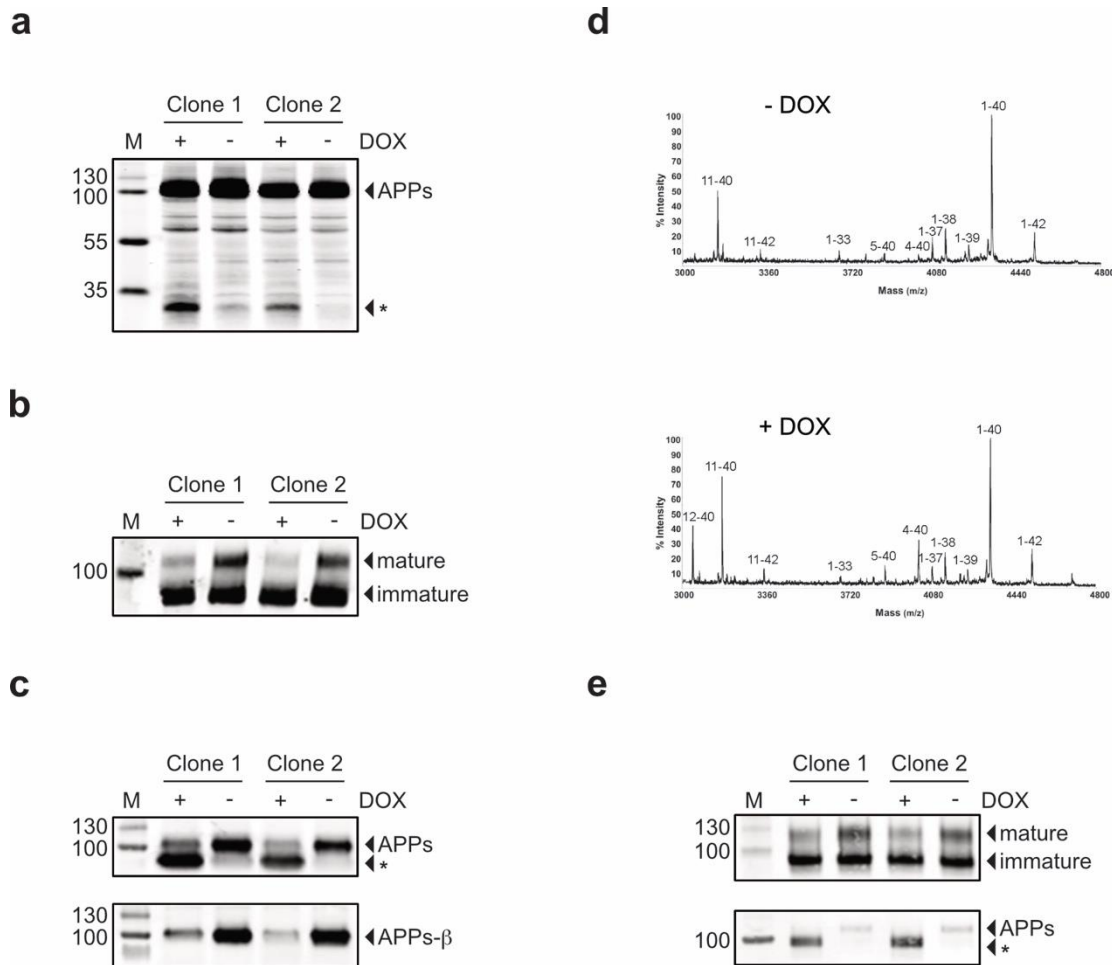 a
Clone 1 Clone 2
M + - + - DOX
130
100
55
35
APPs
*
b
Clone 1 Clone 2
M + - + - DOX
100
mature
immature
c
Clone 1 Clone 2
M + - + - DOX
130
100
APPs
*
130
100
APPs-β
d
- DOX
1-40
11-40
11-42
1-33
5-40
4-40
1-37
1-38
1-39
1-42
100
90
80
70
60
50
40
30
20
10
% Intensity
3000 3360 3720 4080 4440 4800
Mass (m/z)
+ DOX
1-40
11-40
12-40
11-42
1-33
5-40
4-40
1-37
1-38
1-39
1-42
100
90
80
70
60
50
40
30
20
10
% Intensity
3000 3360 3720 4080 4440 4800
Mass (m/z)
e
Clone 1 Clone 2
M + - + - DOX
130
100
mature
immature
100
APPs
*